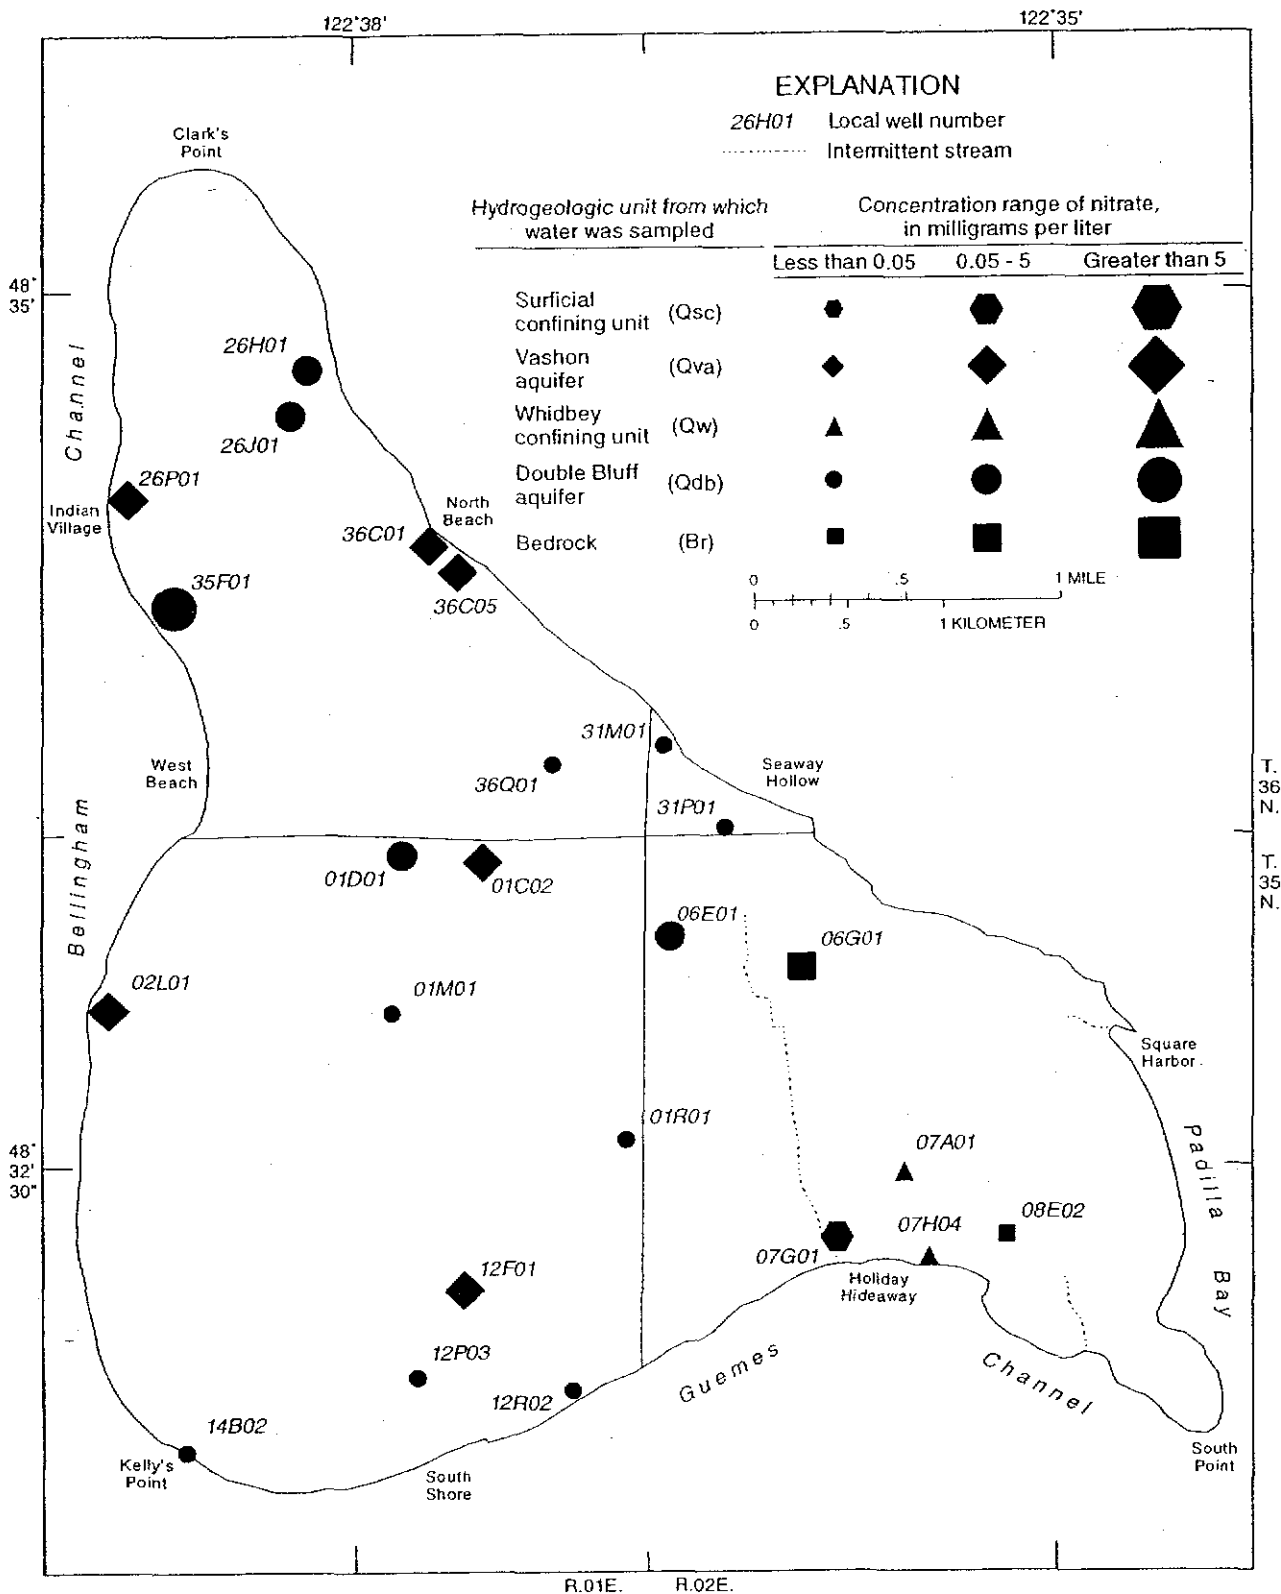 122°38'
122°35'
EXPLANATION
26H01 Local well number
Intermittent stream
Hydrogeologic unit from which
water was sampled
Concentration range of nitrate,
in milligrams per liter
Less than 0.05 0.05 - 5 Greater than 5
Surficial
confining unit (Qsc)
Vashon
aquifer (Qva)
Whidbey
confining unit (Qw)
Double Bluff
aquifer (Qdb)
Bedrock (Br)
0 .5 1 MILE
0 .5 1 KILOMETER
Clark's
Point
48°
35'
26H01
26J01
Channel
26P01
Indian
Village
North
Beach
36C01
36C05
35F01
31M01
36Q01
West
Beach
Seaway
Hollow
31P01
T.
36
N.
T.
35
N.
Bellingham
01D01
01C02
06E01
06G01
02L01
01M01
Square
Harbor
01R01
48°
32'
30"
07A01
Padilla
Bay
07H04
08E02
07G01
Holiday
Hideaway
12F01
12P03
12R02
Guemes
Channel
14B02
Kelly's
Point
South
Shore
South
Point
R.01E. R.02E.